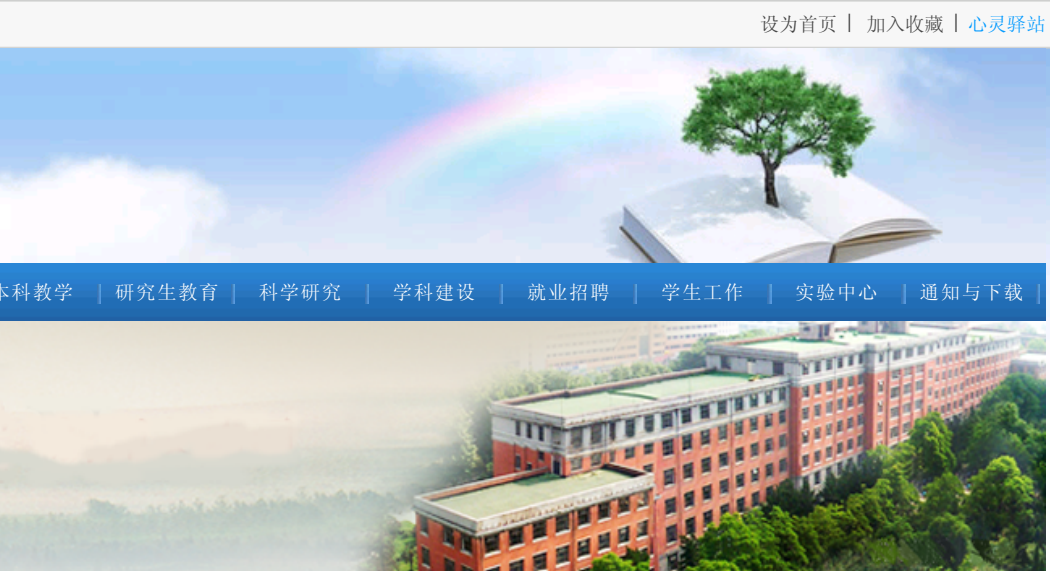 设为首页 | 加入收藏 | 心灵驿站
本科教学 研究生教育 科学研究 学科建设 就业招聘 学生工作 实验中心 通知与下载